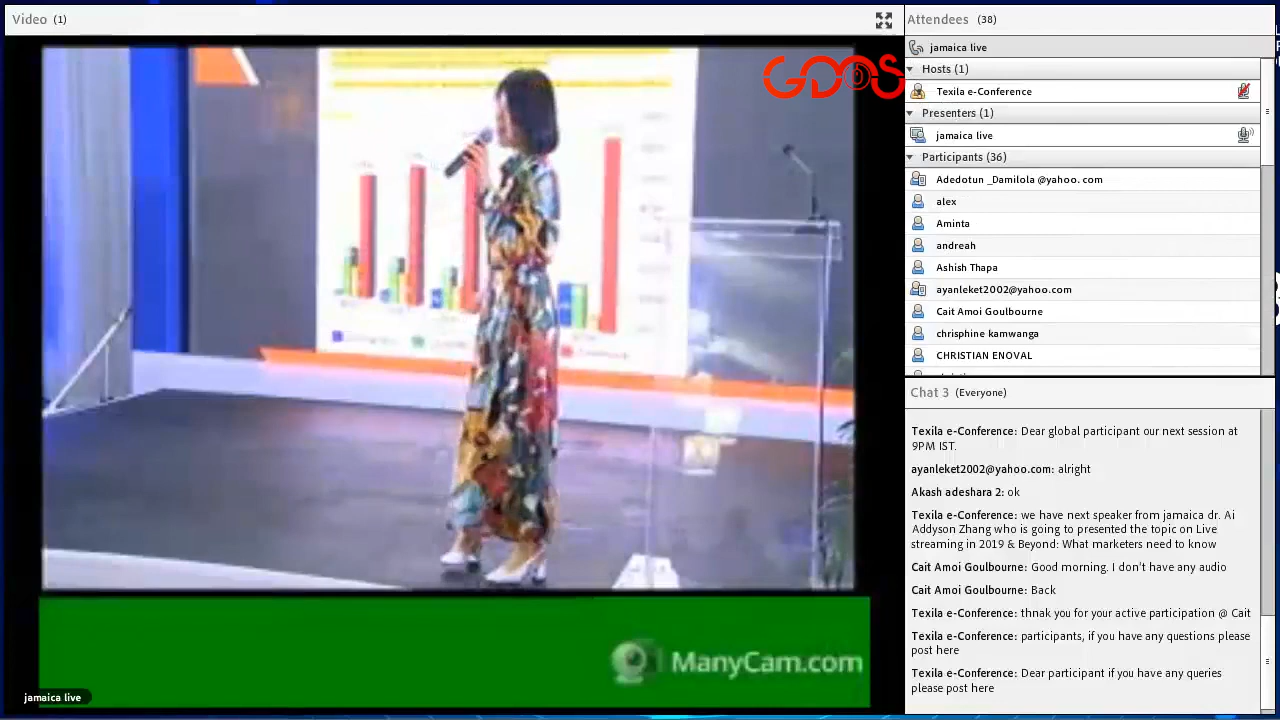 Video (1)
GDOS
ManyCam.com
jamaica live
Attendees (38)
jamaica live
Hosts (1)
Texila e-Conference
Presenters (1)
jamaica live
Participants (36)
Adedotun _Damilola @yahoo. com
alex
Aminta
andreah
Ashish Thapa
ayanleket2002@yahoo.com
Cait Amoi Goulbourne
chrisphine kamwanga
CHRISTIAN ENOVAL
Chat 3 (Everyone)
Texila e-Conference: Dear global participant our next session at
9PM IST.
ayanleket2002@yahoo.com: alright
Akash adeshara 2: ok
Texila e-Conference: we have next speaker from jamaica dr. Ai
Addyson Zhang who is going to presented the topic on Live
streaming in 2019 & Beyond: What marketers need to know
Cait Amoi Goulbourne: Good morning. I don't have any audio
Cait Amoi Goulbourne: Back
Texila e-Conference: thnak you for your active participation @ Cait
Texila e-Conference: participants, if you have any questions please
post here
Texila e-Conference: Dear participant if you have any queries
please post here